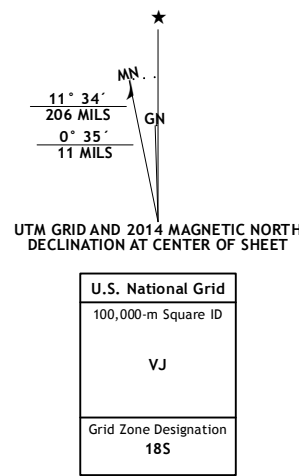 ★
MN
11° 34´
206 MILS
GN
0° 35´
11 MILS
UTM GRID AND 2014 MAGNETIC NORTH
DECLINATION AT CENTER OF SHEET
U.S. National Grid
100,000-m Square ID
VJ
Grid Zone Designation
18S